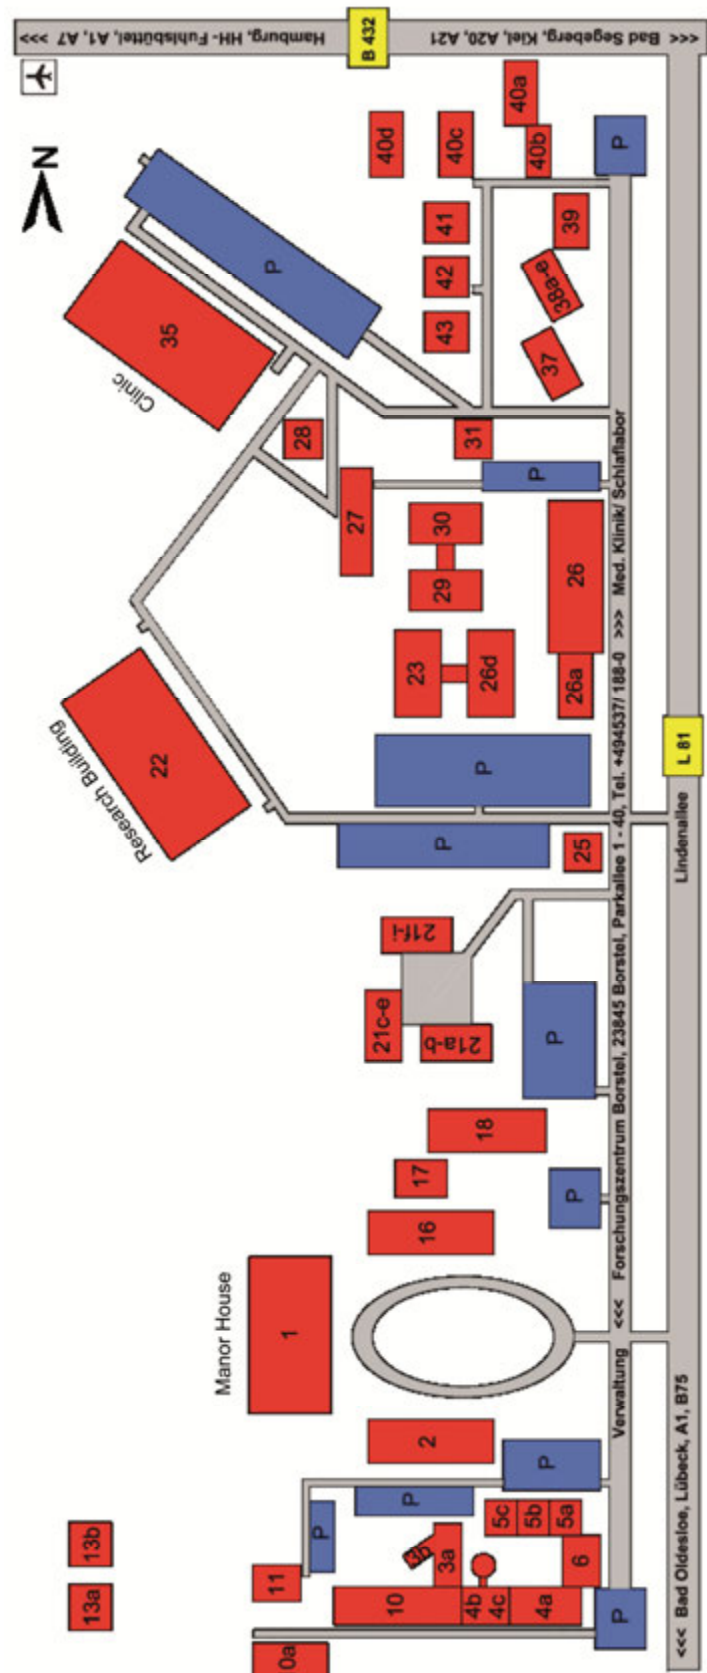 <<< Bad Segeberg, Kiel, A20, A21
B 432
Hamburg, HH- Fuhlsbüttel, A1, A7 >>>
N
40a
40b
40c
40d
P
39
38a-e
37
41
42
43
P
35
Clinic
28
31
P
27
30
29
26
26a
23
26d
22
Research Building
P
P
25
21f-i
21c-e
21a-b
P
18
17
16
P
Manor House
1
2
P
P
P
13b
13a
11
3b
3a
5c
5b
5a
6
10
4b
4c
4a
0a
P
Verwaltung <<< Forschungszentrum Borstel, 23845 Borstel, Parkallee 1 - 40, Tel. +494537/ 188-0 >>> Med. Klinik/ Schlaflabor
L 81
Lindenallee
<<< Bad Oldesloe, Lübeck, A1, B75